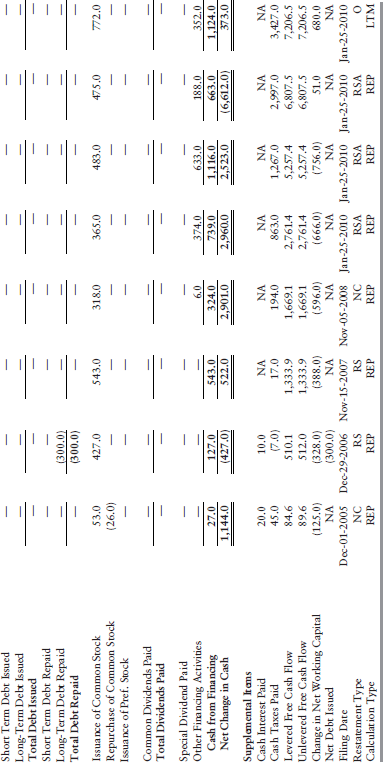 Short Term Debt Issued — — — — — — — —
Long-Term Debt Issued — — — — — — — —
Total Debt Issued — — — — — — — —
Short Term Debt Repaid — — — — — — — —
Long-Term Debt Repaid — (300.0) — — — — — —
Total Debt Repaid — (300.0) — — — — — —
Issuance of Common Stock 53.0 427.0 543.0 318.0 365.0 483.0 475.0 772.0
Repurchase of Common Stock (26.0) — — — — — — —
Issuance of Pref. Stock — — — — — — — —
Common Dividends Paid — — — — — — — —
Total Dividends Paid — — — — — — — —
Special Dividend Paid — — — — — — — —
Other Financing Activities — — — 6.0 374.0 633.0 188.0 352.0
Cash from Financing 27.0 127.0 543.0 324.0 739.0 1,116.0 663.0 1,124.0
Net Change in Cash 1,144.0 (427.0) 522.0 2,901.0 2,960.0 2,523.0 (6,612.0) 373.0
Supplemental Items
Cash Interest Paid 20.0 10.0 NA NA NA NA NA NA
Cash Taxes Paid 45.0 (7.0) 17.0 194.0 863.0 1,267.0 2,997.0 3,427.0
Levered Free Cash Flow 84.6 510.1 1,333.9 1,669.1 2,761.4 5,257.4 6,807.5 7,206.5
Unlevered Free Cash Flow 89.6 512.0 1,333.9 1,669.1 2,761.4 5,257.4 6,807.5 7,206.5
Change in Net Working Capital (125.0) (328.0) (388.0) (596.0) (666.0) (756.0) 51.0 680.0
Net Debt Issued NA (300.0) NA NA NA NA NA NA
Filing Date Dec-01-2005 Dec-29-2006 Nov-15-2007 Nov-05-2008 Jan-25-2010 Jan-25-2010 Jan-25-2010 Jan-25-2010
Restatement Type NC RS RS NC RSA RSA RSA O
Calculation Type REP REP REP REP REP REP REP LTM